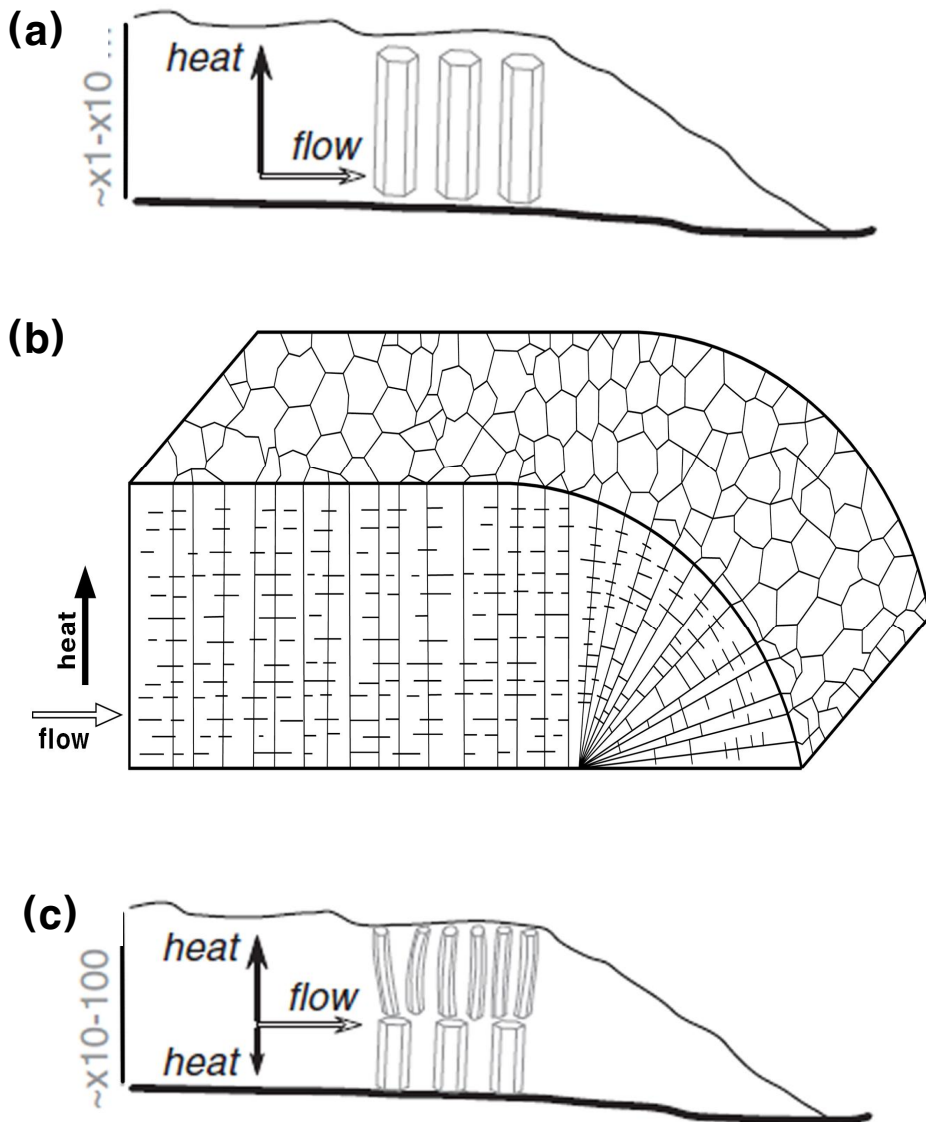 (a)
~x1-x10 ...
heat
flow
(b)
heat
flow
(c)
~x10-100
heat
flow
heat